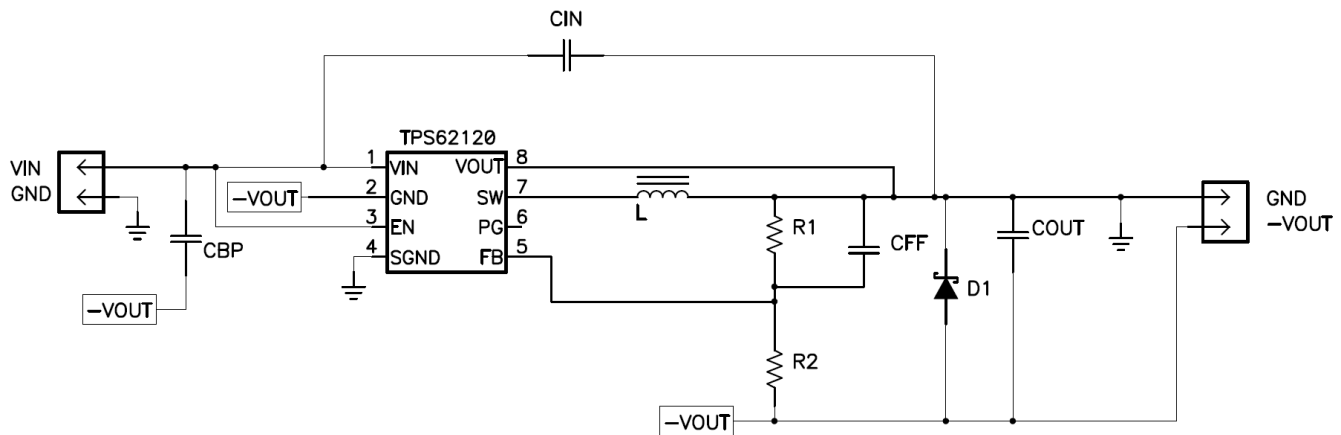 CIN
TPS62120
VIN
GND
1 VIN
2 GND
3 EN
4 SGND
VOUT 8
SW 7
PG 6
FB 5
-VOUT
CBP
-VOUT
L
R1
CFF
R2
D1
COUT
GND
-VOUT
-VOUT